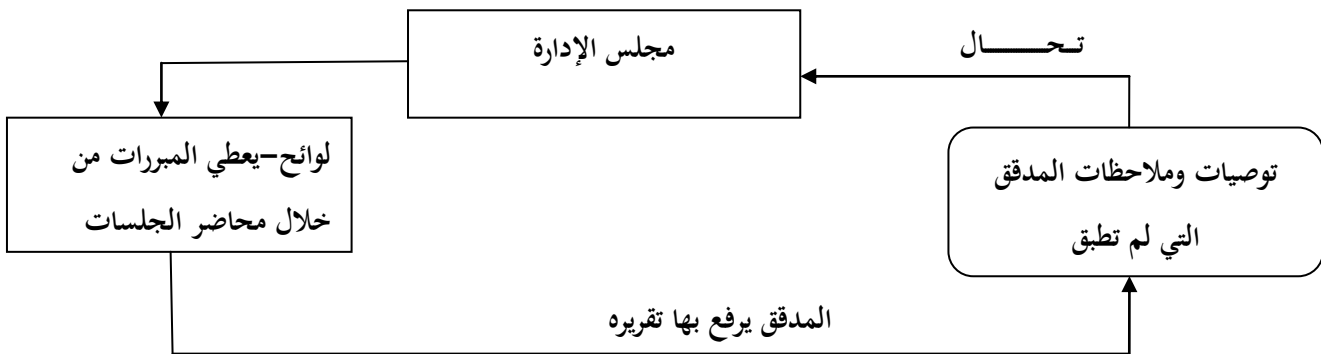 مجلس الإدارة
تـحـــــــال
توصيات وملاحظات المدقق
التي لم تطبق
لوائح–يعطي المبررات من
خلال محاضر الجلسات
المدقق يرفع بها تقريره